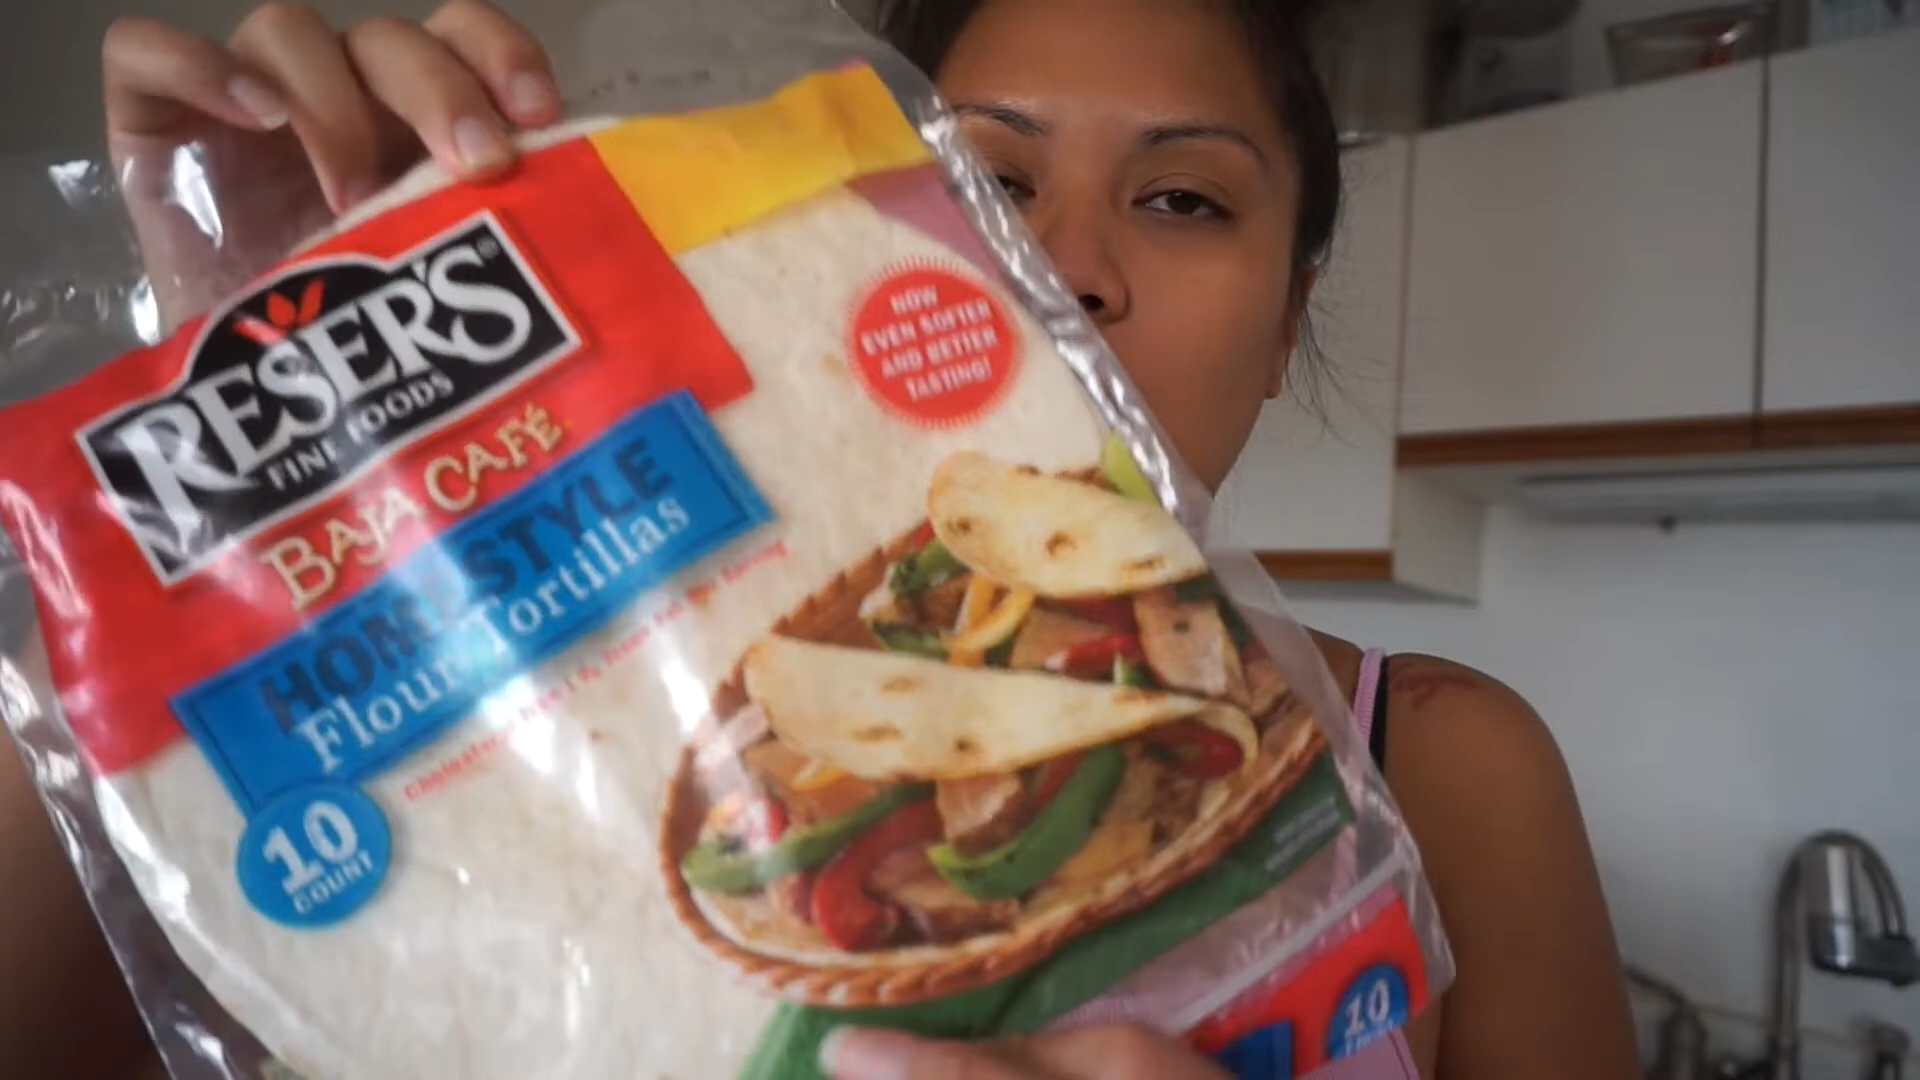 RESER'S®
FINE FOODS
BAJA CAFÉ
HOMESTYLE
Flour Tortillas
10
COUNT
NOW
EVEN SOFTER
AND BETTER
TASTING!
10